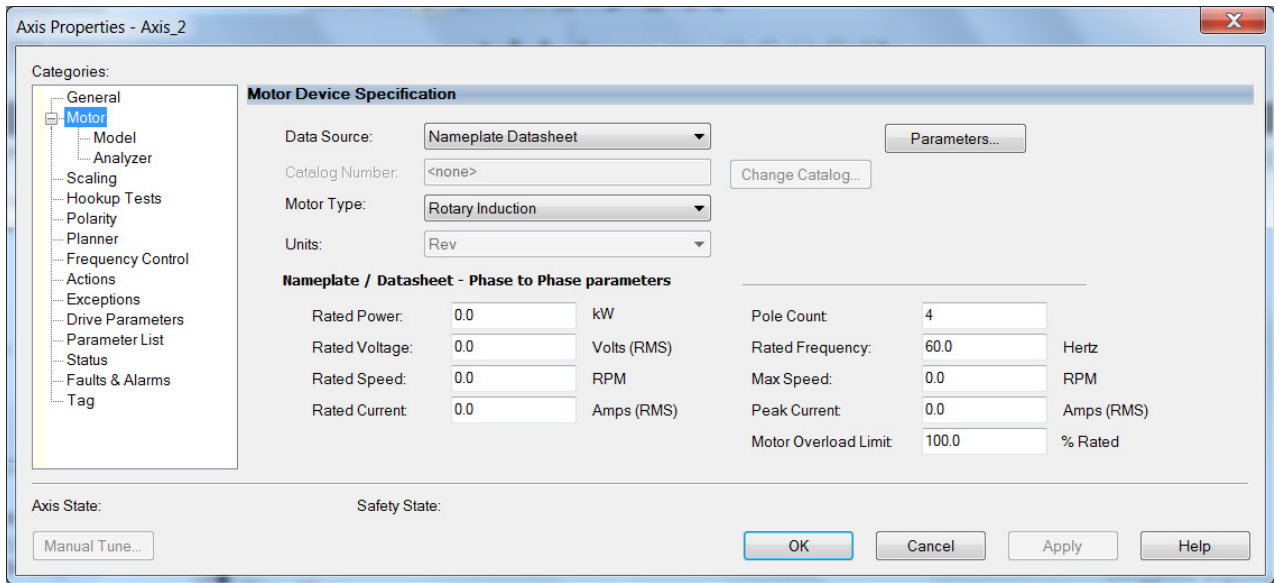 Axis Properties - Axis_2
X
Categories:
General
Motor
Model
Analyzer
Scaling
Hookup Tests
Polarity
Planner
Frequency Control
Actions
Exceptions
Drive Parameters
Parameter List
Status
Faults & Alarms
Tag
Motor Device Specification
Data Source: Nameplate Datasheet Parameters...
Catalog Number: <none> Change Catalog...
Motor Type: Rotary Induction
Units: Rev
Nameplate / Datasheet - Phase to Phase parameters
Rated Power: 0.0 kW Pole Count: 4
Rated Voltage: 0.0 Volts (RMS) Rated Frequency: 60.0 Hertz
Rated Speed: 0.0 RPM Max Speed: 0.0 RPM
Rated Current: 0.0 Amps (RMS) Peak Current: 0.0 Amps (RMS)
Motor Overload Limit: 100.0 % Rated
Axis State: Safety State:
Manual Tune... OK Cancel Apply Help